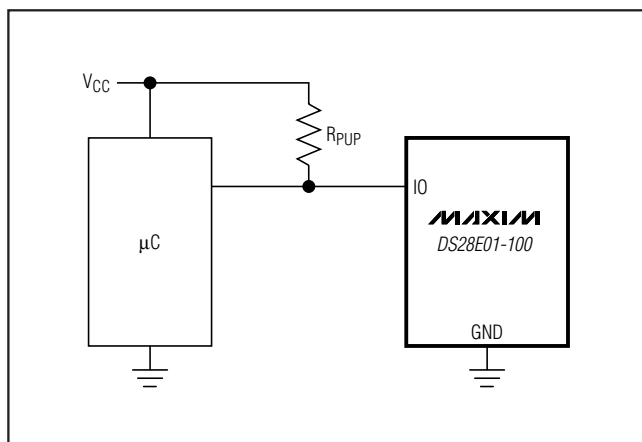 VCC
RPUP
IO
MAXIM
DS28E01-100
μC
GND